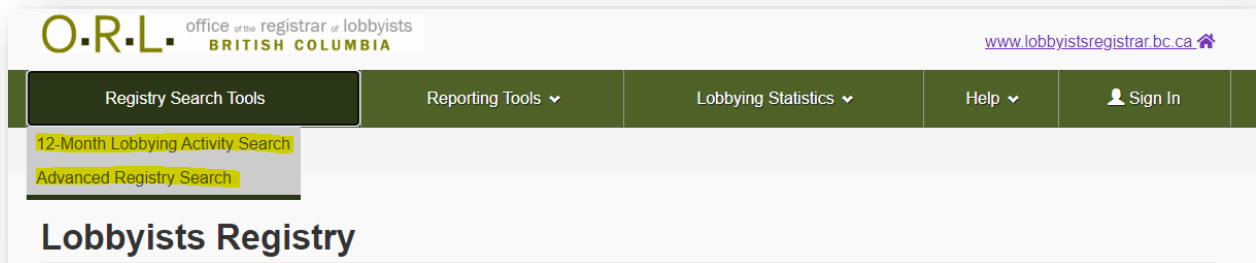 O.R.L. office of the registrar of lobbyists
BRITISH COLUMBIA
www.lobbyistsregistrar.bc.ca
Registry Search Tools Reporting Tools Lobbying Statistics Help Sign In
12-Month Lobbying Activity Search
Advanced Registry Search
Lobbyists Registry